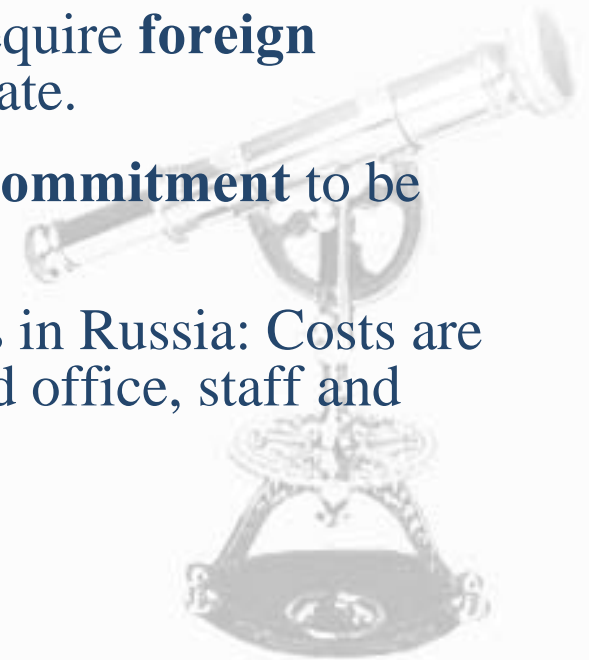 quire foreign
ate.
ommitment to be
s in Russia: Costs are
d office, staff and